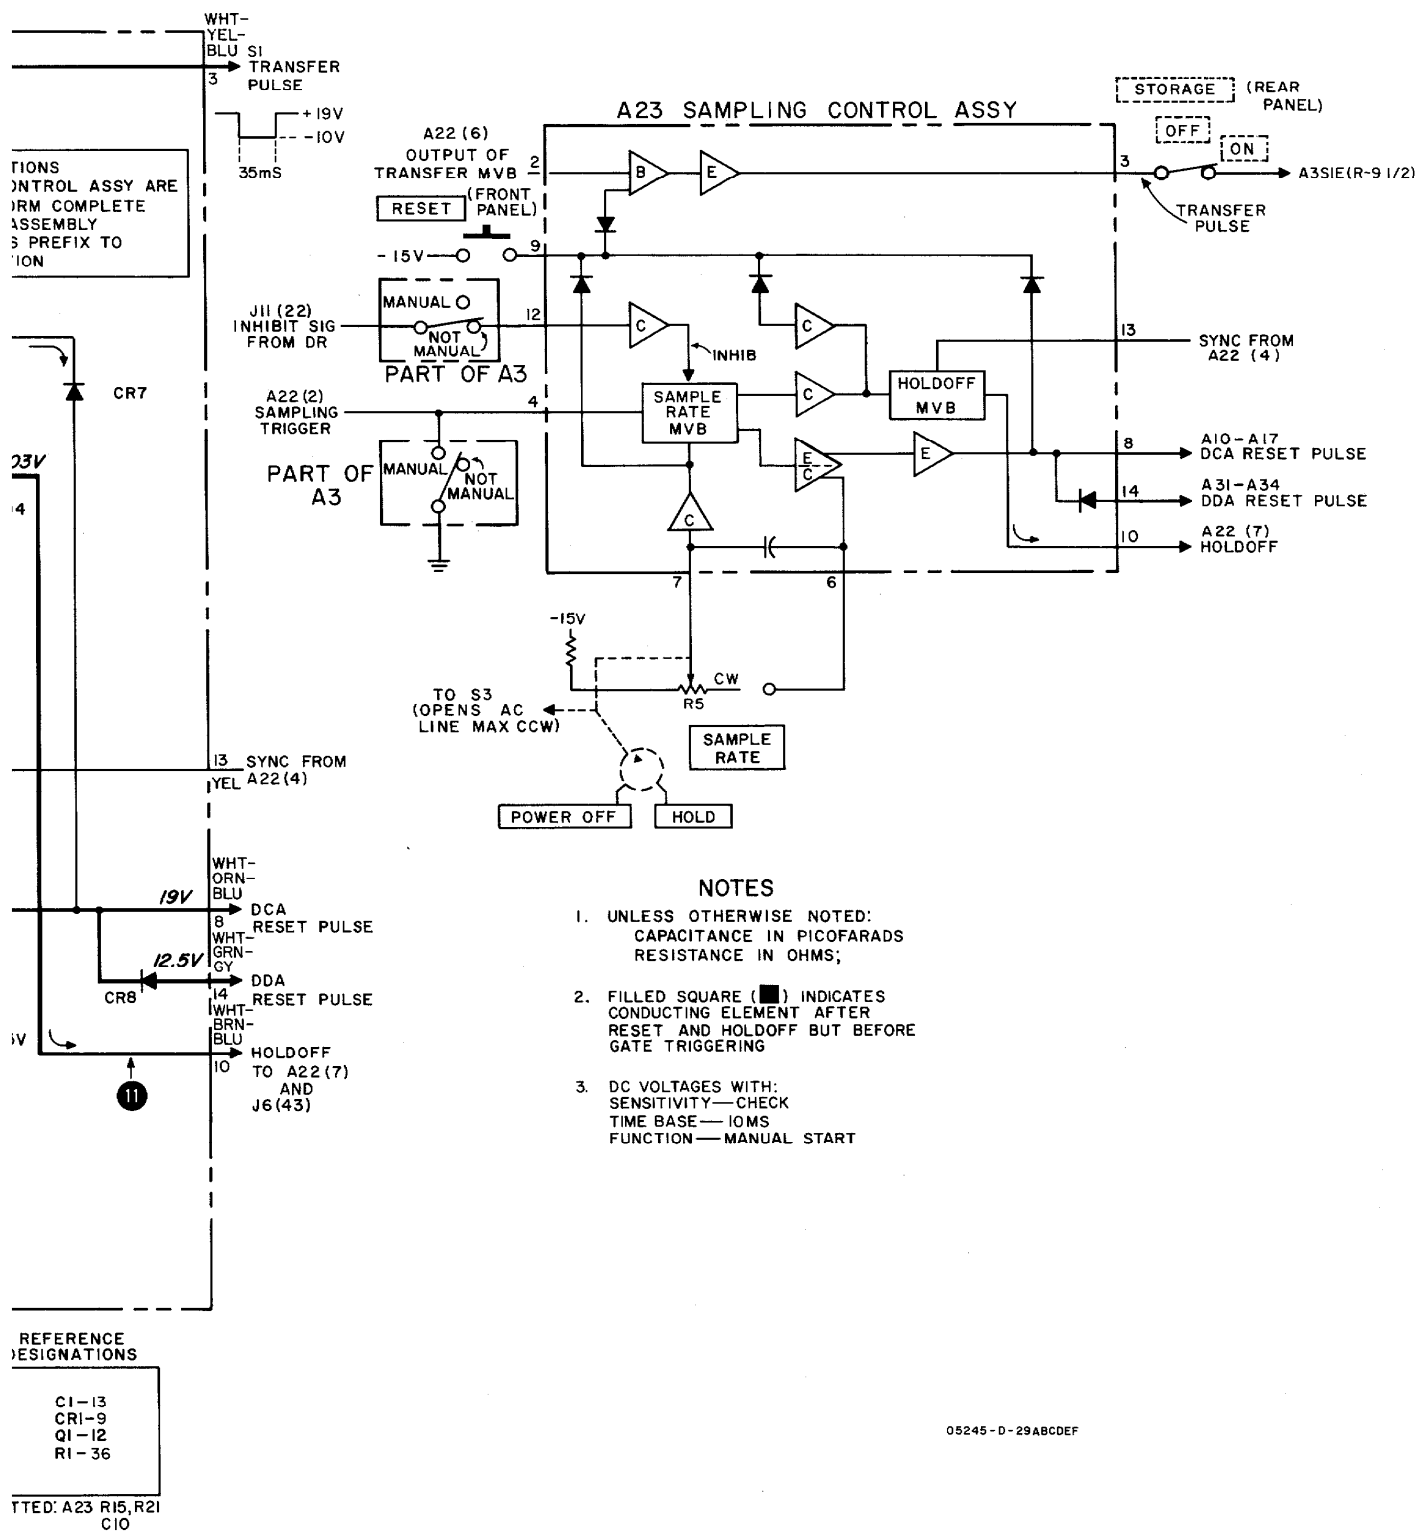 WHT-
YEL-
BLU S1
3 TRANSFER
PULSE
+19V
-10V
35mS
TIONS
ONTROL ASSY ARE
ORM COMPLETE
ASSEMBLY
S PREFIX TO
ION
A23 SAMPLING CONTROL ASSY
STORAGE (REAR
PANEL)
OFF
ON
A22 (6)
OUTPUT OF
TRANSFER MVB 2
B
E
3
A3S1E(R-9 1/2)
TRANSFER
PULSE
RESET (FRONT
PANEL)
-15V
9
MANUAL
J11 (22)
INHIBIT SIG
FROM DR
NOT
MANUAL
PART OF A3
12
C
INHIB
C
13
SYNC FROM
A22 (4)
A22 (2)
SAMPLING
TRIGGER
4
SAMPLE
RATE
MVB
C
HOLDOFF
MVB
PART OF
A3
MANUAL
NOT
MANUAL
E
C
E
8
A10-A17
DCA RESET PULSE
14
A31-A34
DDA RESET PULSE
C
10
A22 (7)
HOLDOFF
7
6
-15V
CW
R5
TO S3
(OPENS AC
LINE MAX CCW)
SAMPLE
RATE
POWER OFF
HOLD
CR7
03V
14
13 SYNC FROM
YEL A22(4)
WHT-
ORN-
BLU
19V
DCA
8 RESET PULSE
WHT-
GRN-
GY
12.5V
CR8
DDA
14 RESET PULSE
WHT-
BRN-
BLU
V
HOLDOFF
10 TO A22(7)
AND
J6(43)
11
NOTES
1. UNLESS OTHERWISE NOTED:
CAPACITANCE IN PICOFARADS
RESISTANCE IN OHMS;
2. FILLED SQUARE (■) INDICATES
CONDUCTING ELEMENT AFTER
RESET AND HOLDOFF BUT BEFORE
GATE TRIGGERING
3. DC VOLTAGES WITH:
SENSITIVITY—CHECK
TIME BASE—10MS
FUNCTION—MANUAL START
REFERENCE
DESIGNATIONS
C1-13
CR1-9
Q1-12
R1-36
TTED: A23 R15,R21
C10
05245-D-29ABCDEF